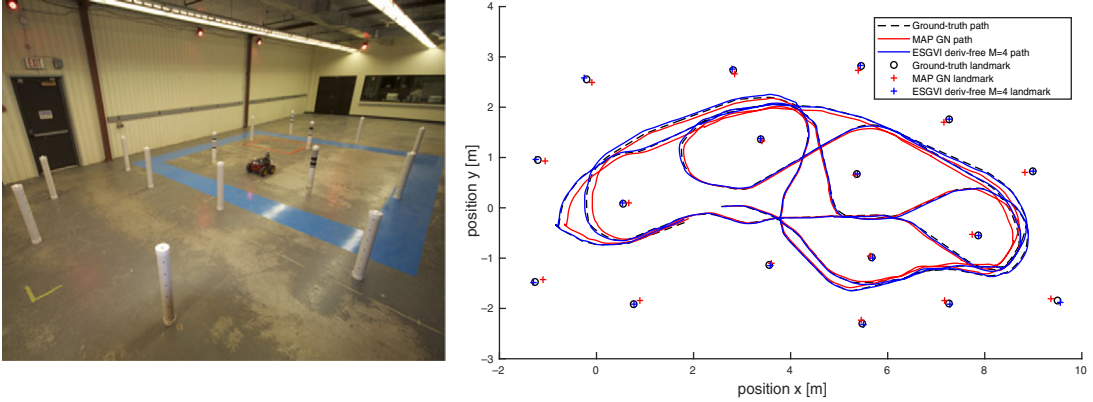 EXIT
4
3
2
1
0
−1
−2
−3
position y [m]
Ground-truth path
MAP GN path
ESGVI deriv-free M=4 path
Ground-truth landmark
MAP GN landmark
ESGVI deriv-free M=4 landmark
−2
0
2
4
6
8
10
position x [m]